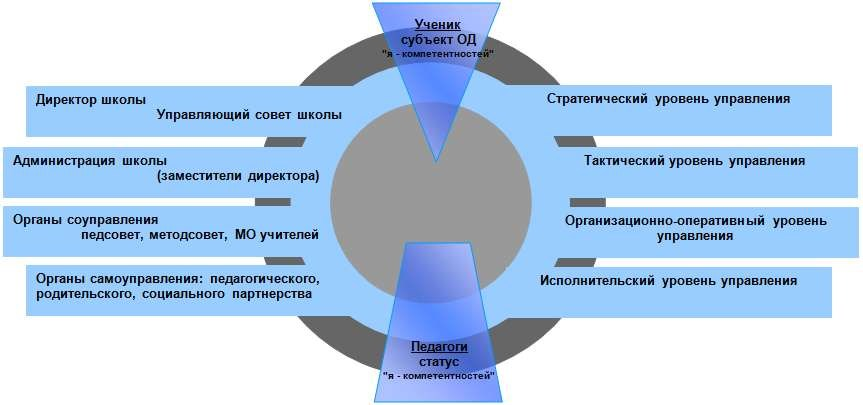 Ученик
субъект ОД
"я - компетентностей"
Директор школы
Управляющий совет школы
Стратегический уровень управления
Администрация школы
(заместители директора)
Тактический уровень управления
Органы соуправления
педсовет, методсовет, МО учителей
Организационно-оперативный уровень
управления
Органы самоуправления: педагогического,
родительского, социального партнерства
Исполнительский уровень управления
Педагоги
статус
"я - компетентностей"